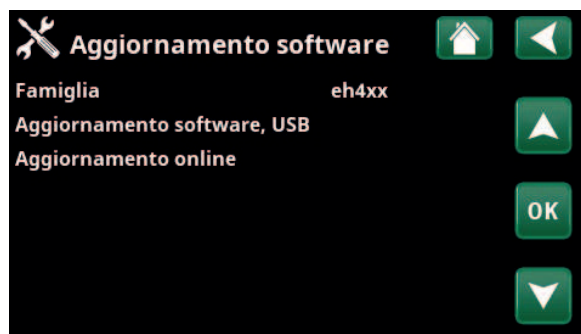 Aggiornamento software
Famiglia eh4xx
Aggiornamento software, USB
Aggiornamento online
OK